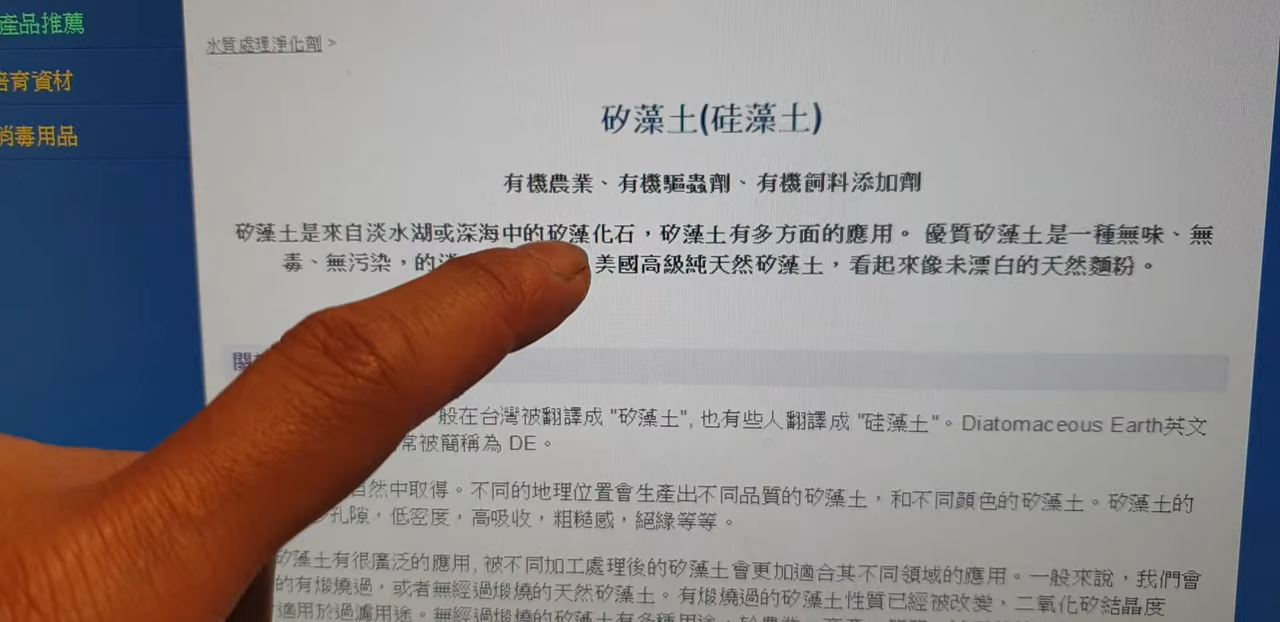 產品推薦
培育資材
消毒用品
水質處理淨化劑 >
矽藻土(硅藻土)
有機農業、有機驅蟲劑、有機飼料添加劑
矽藻土是來自淡水湖或深海中的矽藻化石，矽藻土有多方面的應用。 優質矽藻土是一種無味、無
毒、無污染，的 美國高級純天然矽藻土，看起來像未漂白的天然麵粉。
般在台灣被翻譯成 "矽藻土", 也有些人翻譯成 "硅藻土"。Diatomaceous Earth英文
常被簡稱為 DE。
自然中取得。不同的地理位置會生產出不同品質的矽藻土，和不同顏色的矽藻土。矽藻土的
孔隙，低密度，高吸收，粗糙感，絕緣等等。
矽藻土有很廣泛的應用, 被不同加工處理後的矽藻土會更加適合其不同領域的應用。一般來說，我們會
的有煅燒過，或者無經過煅燒的天然矽藻土。有煅燒過的矽藻土性質已經被改變，二氧化矽結晶度
適用於過濾用途。無經過煅燒的矽藻土有多種用途，